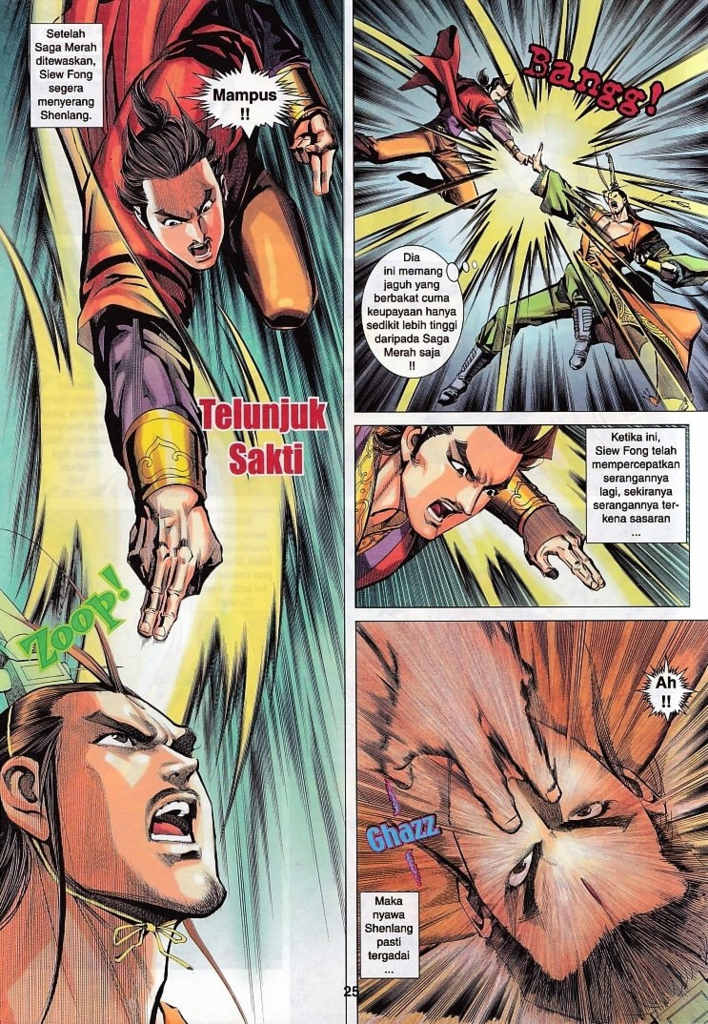 Setelah
Saga Merah
ditewaskan,
Siew Fong
segera
menyerang
Shenlang.
Mampus
!!
Telunjuk
Sakti
Zoop!
Bangg!
Dia
ini memang
jaguh yang
berbakat cuma
keupayaan hanya
sedikit lebih tinggi
daripada Saga
Merah saja
!!
Ketika ini,
Siew Fong telah
mempercepatkan
serangannya
lagi, sekiranya
serangannya ter-
kena sasaran
...
Ah
!!
Ghazz
Maka
nyawa
Shenlang
pasti
tergadai
...
25